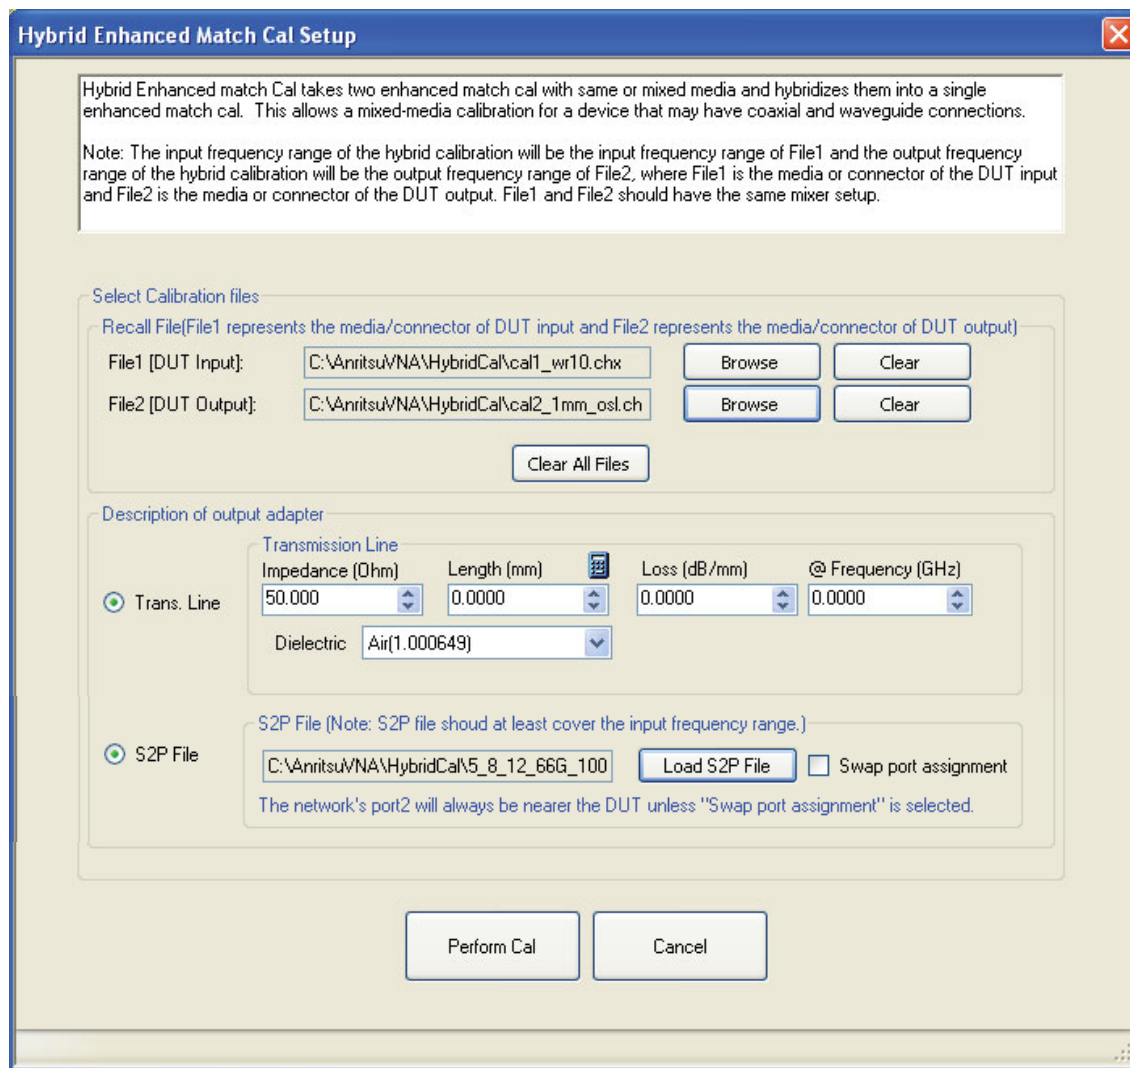 Hybrid Enhanced Match Cal Setup
Hybrid Enhanced match Cal takes two enhanced match cal with same or mixed media and hybridizes them into a single
enhanced match cal.  This allows a mixed-media calibration for a device that may have coaxial and waveguide connections.
Note: The input frequency range of the hybrid calibration will be the input frequency range of File1 and the output frequency
range of the hybrid calibration will be the output frequency range of File2, where File1 is the media or connector of the DUT input
and File2 is the media or connector of the DUT output. File1 and File2 should have the same mixer setup.
Select Calibration files
Recall File(File1 represents the media/connector of DUT input and File2 represents the media/connector of DUT output)
File1 [DUT Input]: C:\AnritsuVNA\HybridCal\cal1_wr10.chx Browse Clear
File2 [DUT Output]: C:\AnritsuVNA\HybridCal\cal2_1mm_osl.ch Browse Clear
Clear All Files
Description of output adapter
Transmission Line
Impedance (Ohm) Length (mm) Loss (dB/mm) @ Frequency (GHz)
Trans. Line 50.000 0.0000 0.0000 0.0000
Dielectric Air(1.000649)
S2P File (Note: S2P file shoud at least cover the input frequency range.)
S2P File C:\AnritsuVNA\HybridCal\5_8_12_66G_100 Load S2P File Swap port assignment
The network's port2 will always be nearer the DUT unless "Swap port assignment" is selected.
Perform Cal Cancel